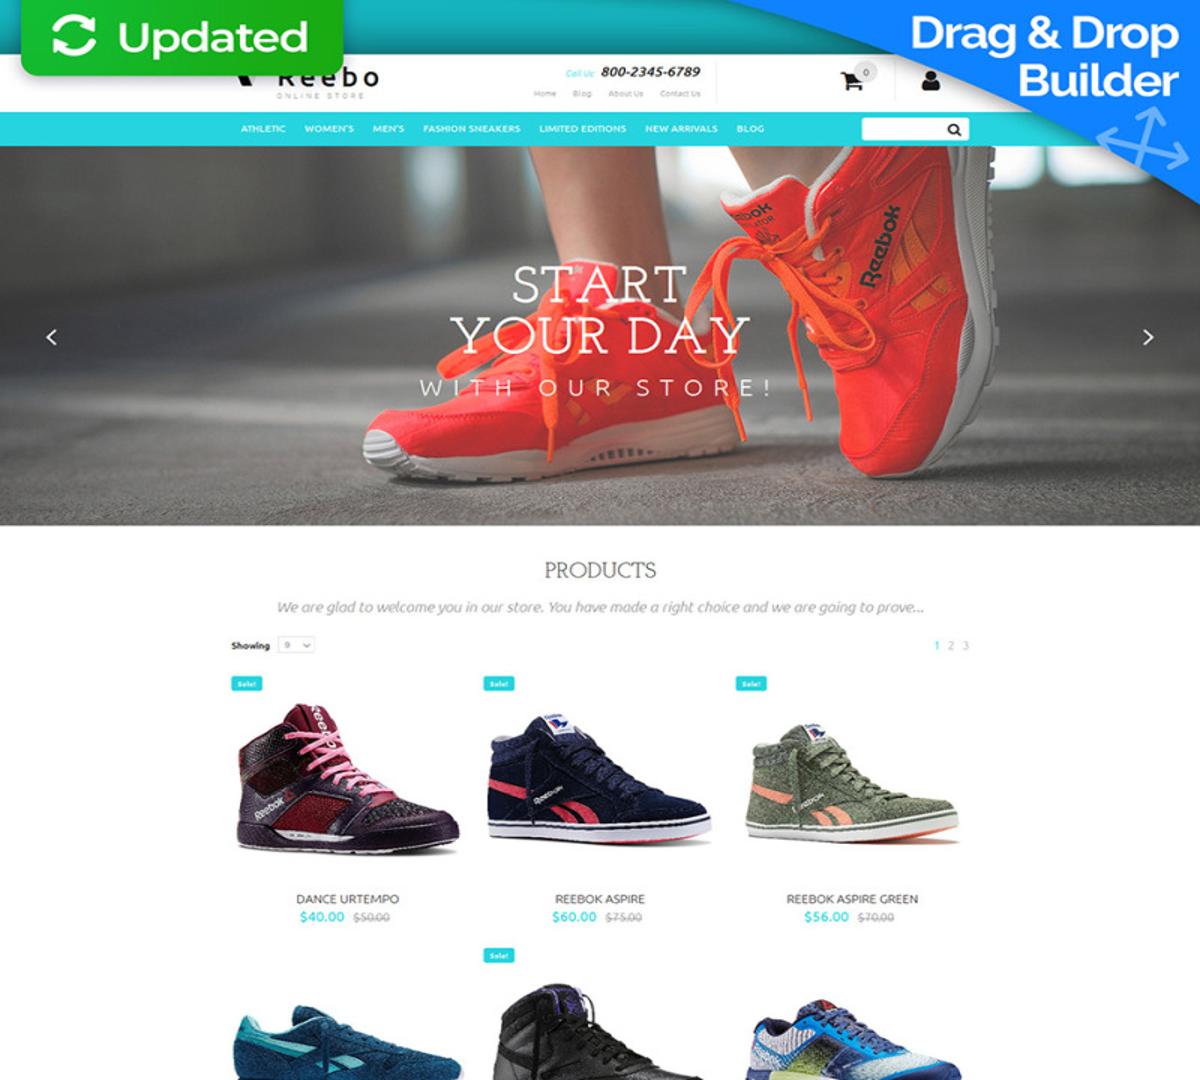 Updated
Drag & Drop
Builder
Reebo
ONLINE STORE
Call Us: 800-2345-6789
Home Blog About Us Contact Us
0
ATHLETIC WOMEN'S MEN'S FASHION SNEAKERS LIMITED EDITIONS NEW ARRIVALS BLOG
Reebok
START
YOUR DAY
WITH OUR STORE!
PRODUCTS
We are glad to welcome you in our store. You have made a right choice and we are going to prove...
Showing 9
1 2 3
Sale! Sale! Sale!
Reebok
DANCE URTEMPO REEBOK ASPIRE REEBOK ASPIRE GREEN
$40.00 $50.00 $60.00 $75.00 $56.00 $70.00
Sale!